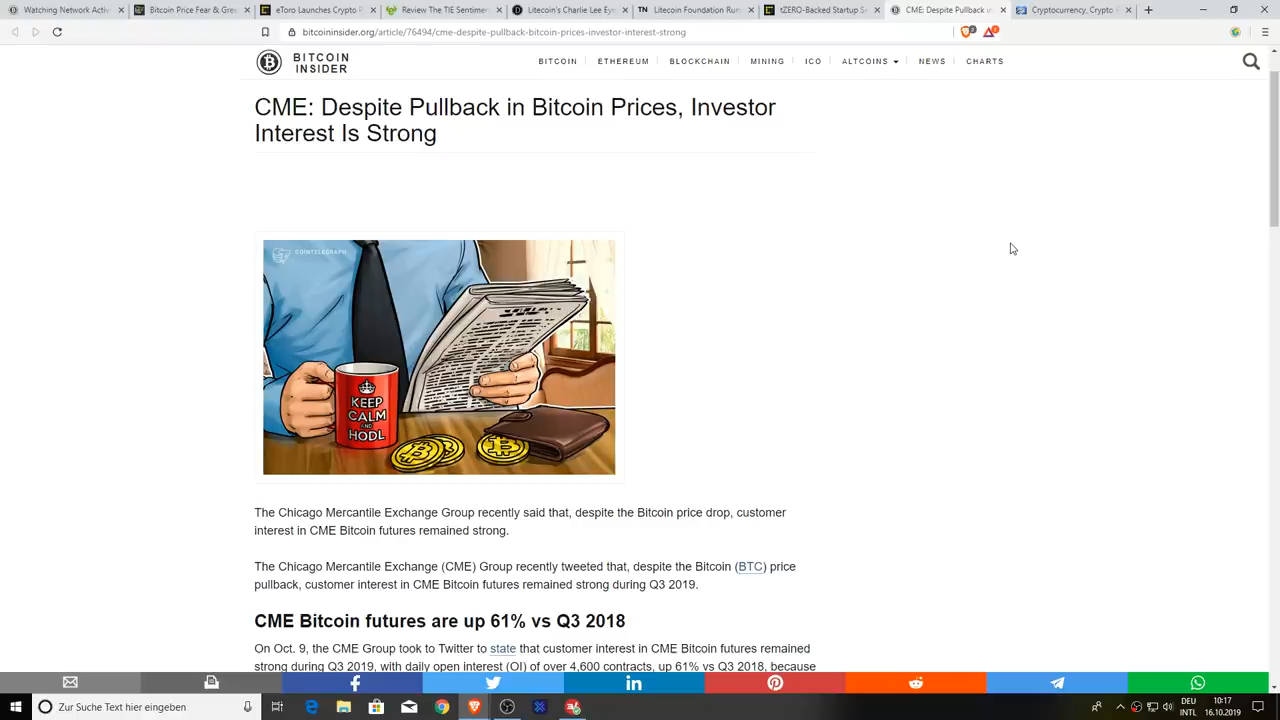 Watching Network Activ
Bitcoin Price Fear & Gre
eToro Launches Crypto P
Review The TIE Sentimen
Litecoin's Charlie Lee Eye
Litecoin Foundation Run
tZERO-Backed Startup Se
CME: Despite Pullback in
Cryptocurrency, Crypto E
bitcoininsider.org/article/76494/cme-despite-pullback-bitcoin-prices-investor-interest-strong
BITCOIN
INSIDER
BITCOIN
ETHEREUM
BLOCKCHAIN
MINING
ICO
ALTCOINS
NEWS
CHARTS
CME: Despite Pullback in Bitcoin Prices, Investor
Interest Is Strong
COINTELEGRAPH
KEEP
CALM
AND
HODL
The Chicago Mercantile Exchange Group recently said that, despite the Bitcoin price drop, customer
interest in CME Bitcoin futures remained strong.
The Chicago Mercantile Exchange (CME) Group recently tweeted that, despite the Bitcoin (BTC) price
pullback, customer interest in CME Bitcoin futures remained strong during Q3 2019.
CME Bitcoin futures are up 61% vs Q3 2018
On Oct. 9, the CME Group took to Twitter to state that customer interest in CME Bitcoin futures remained
strong during Q3 2019, with daily open interest (OI) of over 4,600 contracts, up 61% vs Q3 2018, because
Zur Suche Text hier eingeben
DEU
INTL
10:17
16.10.2019